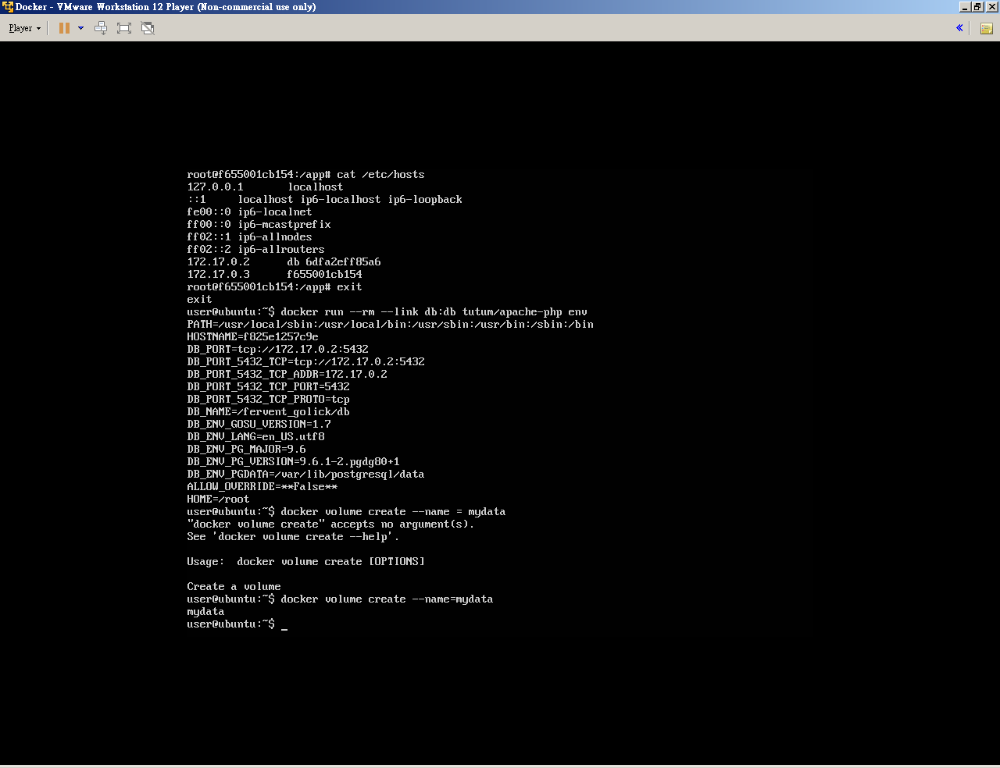 Docker - VMware Workstation 12 Player (Non-commercial use only)
Player
root@f655001cb154:/app# cat /etc/hosts
127.0.0.1       localhost
::1     localhost ip6-localhost ip6-loopback
fe00::0 ip6-localnet
ff00::0 ip6-mcastprefix
ff02::1 ip6-allnodes
ff02::2 ip6-allrouters
172.17.0.2      db 6dfa2eff85a6
172.17.0.3      f655001cb154
root@f655001cb154:/app# exit
exit
user@ubuntu:~$ docker run --rm --link db:db tutum/apache-php env
PATH=/usr/local/sbin:/usr/local/bin:/usr/sbin:/usr/bin:/sbin:/bin
HOSTNAME=f825e1257c9e
DB_PORT=tcp://172.17.0.2:5432
DB_PORT_5432_TCP=tcp://172.17.0.2:5432
DB_PORT_5432_TCP_ADDR=172.17.0.2
DB_PORT_5432_TCP_PORT=5432
DB_PORT_5432_TCP_PROTO=tcp
DB_NAME=/fervent_golick/db
DB_ENV_GOSU_VERSION=1.7
DB_ENV_LANG=en_US.utf8
DB_ENV_PG_MAJOR=9.6
DB_ENV_PG_VERSION=9.6.1-2.pgdg80+1
DB_ENV_PGDATA=/var/lib/postgresql/data
ALLOW_OVERRIDE=**False**
HOME=/root
user@ubuntu:~$ docker volume create --name = mydata
"docker volume create" accepts no argument(s).
See 'docker volume create --help'.
Usage:  docker volume create [OPTIONS]
Create a volume
user@ubuntu:~$ docker volume create --name=mydata
mydata
user@ubuntu:~$ _